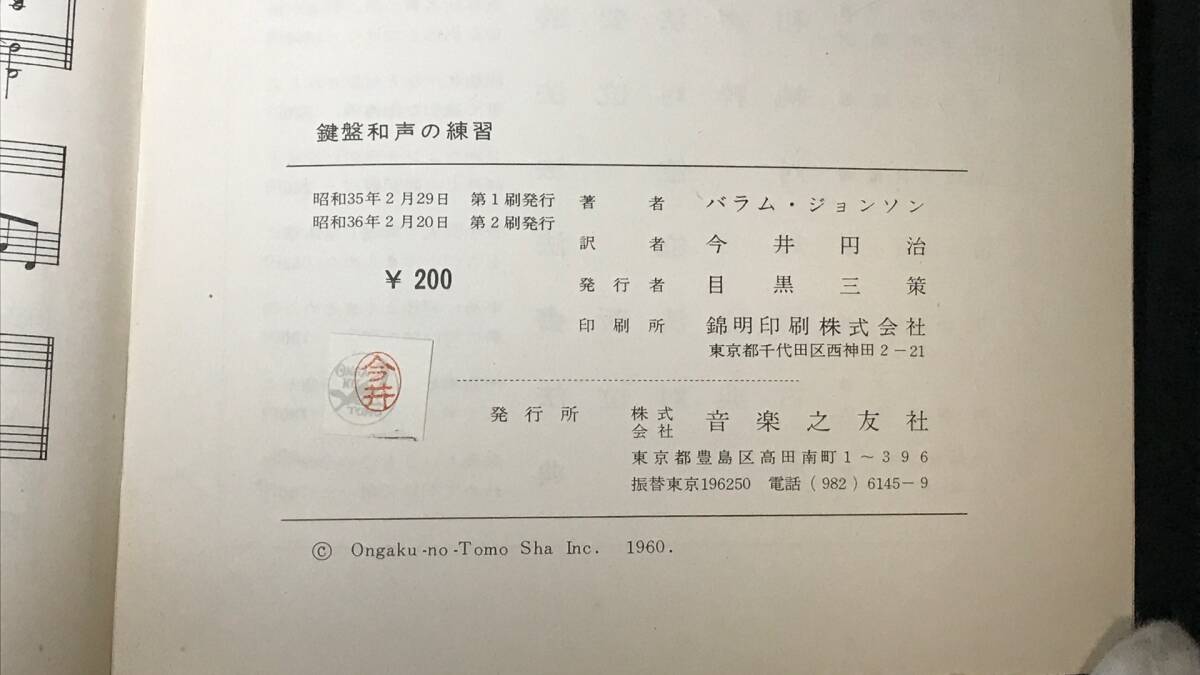 鍵盤和声の練習
昭和35年2月29日 第1刷発行
昭和36年2月20日 第2刷発行
¥ 200
著者 バラム・ジョンソン
訳者 今井円治
発行者 目黒三策
印刷所 錦明印刷株式会社
東京都千代田区西神田2-21
今井
発行所 株式会社 音楽之友社
東京都豊島区高田南町1~396
振替東京196250 電話(982)6145-9
© Ongaku-no-Tomo Sha Inc. 1960.